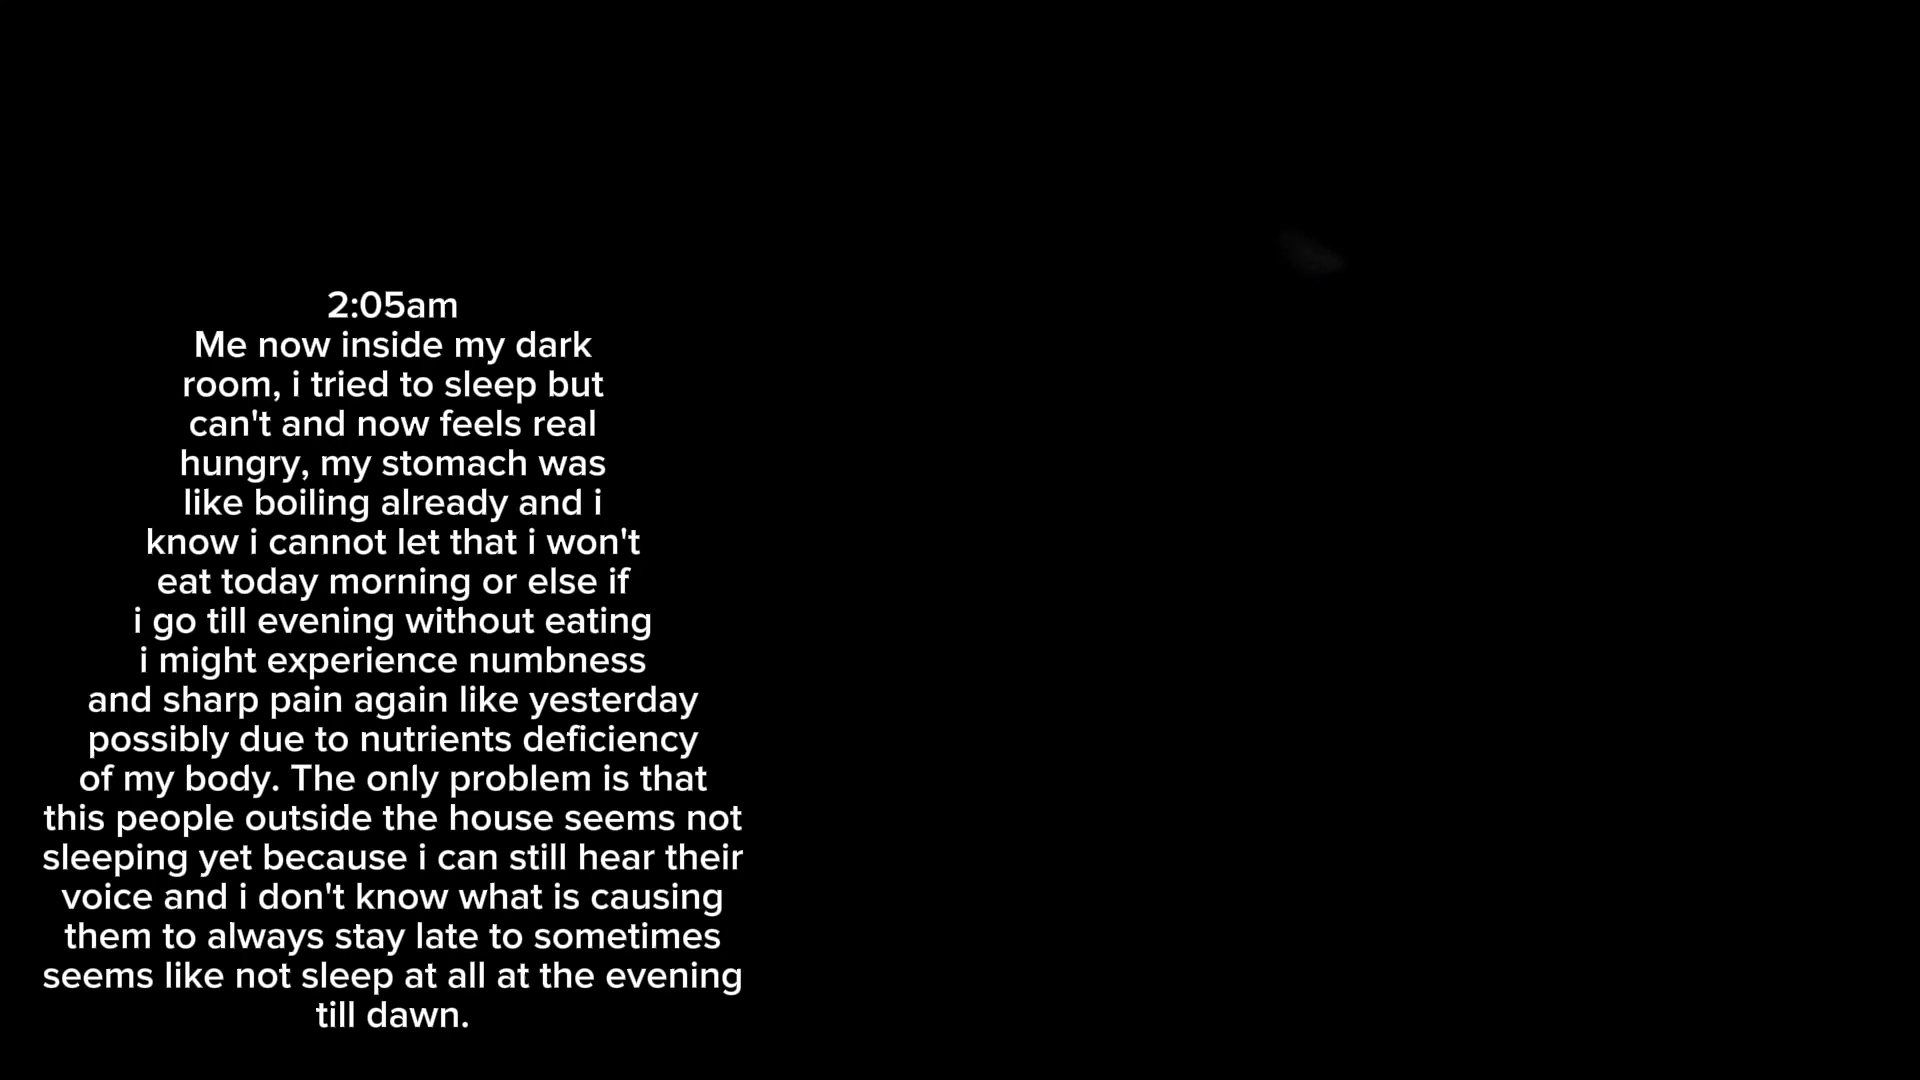 2:05am
Me now inside my dark
room, i tried to sleep but
can't and now feels real
hungry, my stomach was
like boiling already and i
know i cannot let that i won't
eat today morning or else if
i go till evening without eating
i might experience numbness
and sharp pain again like yesterday
possibly due to nutrients deficiency
of my body. The only problem is that
this people outside the house seems not
sleeping yet because i can still hear their
voice and i don't know what is causing
them to always stay late to sometimes
seems like not sleep at all at the evening
till dawn.